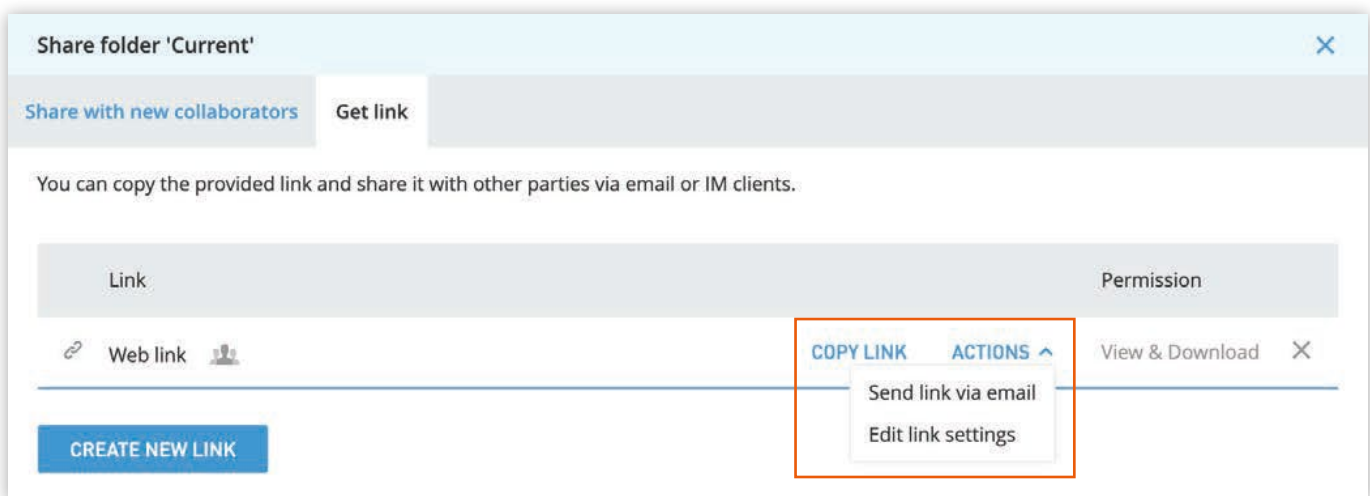 Share folder 'Current'
Share with new collaborators Get link
You can copy the provided link and share it with other parties via email or IM clients.
Link Permission
Web link COPY LINK ACTIONS View & Download
Send link via email
Edit link settings
CREATE NEW LINK